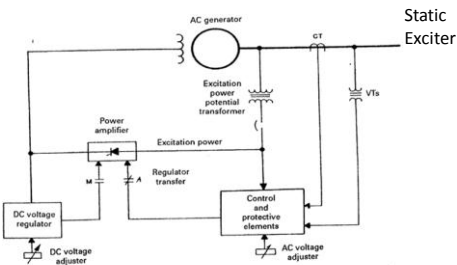 Static
Exciter
AC generator
CT
Excitation
power
potential
transformer
VTs
Power
amplifier
Excitation power
M
A
Regulator
transfer
Control
and
protective
elements
DC voltage
regulator
DC voltage
adjuster
AC voltage
adjuster